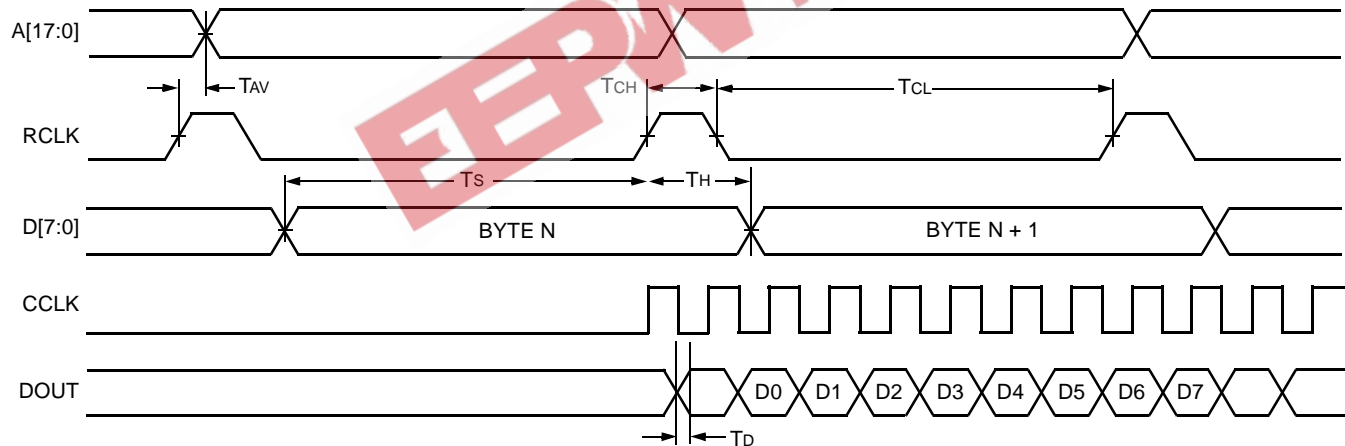 A[17:0]
TAV
TCH
TCL
RCLK
TS
TH
D[7:0]
BYTE N
BYTE N + 1
CCLK
DOUT
D0 D1 D2 D3 D4 D5 D6 D7
TD
EEPW